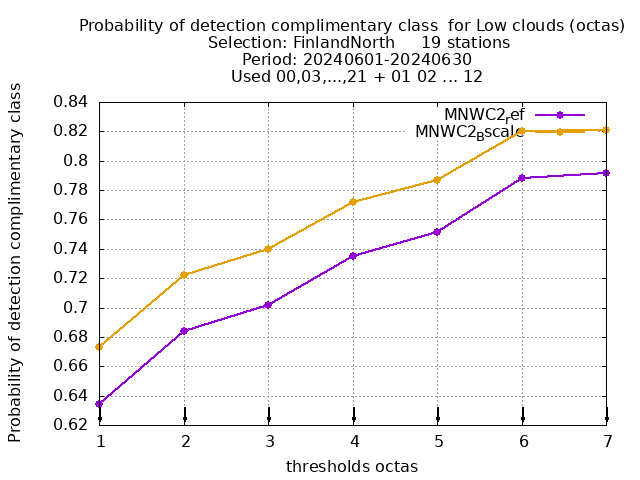 Probability of detection complimentary class  for Low clouds (octas)
Selection: FinlandNorth     19 stations
Period: 20240601-20240630
Used 00,03,...,21 + 01 02 ... 12
Probability of detection complimentary class
0.84
0.82
0.8
0.78
0.76
0.74
0.72
0.7
0.68
0.66
0.64
0.62
MNWC2ref
MNWC2Bscale
1 2 3 4 5 6 7
thresholds octas